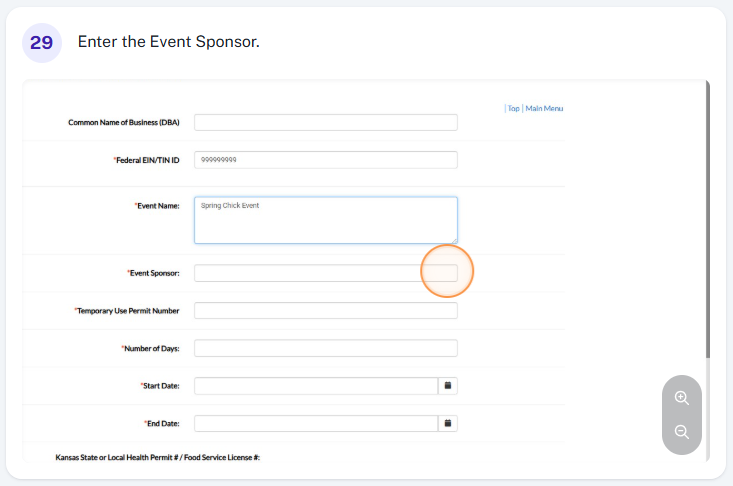 29 Enter the Event Sponsor.
| Top | Main Menu
Common Name of Business (DBA)
*Federal EIN/TIN ID 999999999
*Event Name: Spring Chick Event
*Event Sponsor:
*Temporary Use Permit Number
*Number of Days:
*Start Date:
*End Date:
Kansas State or Local Health Permit # / Food Service License #: